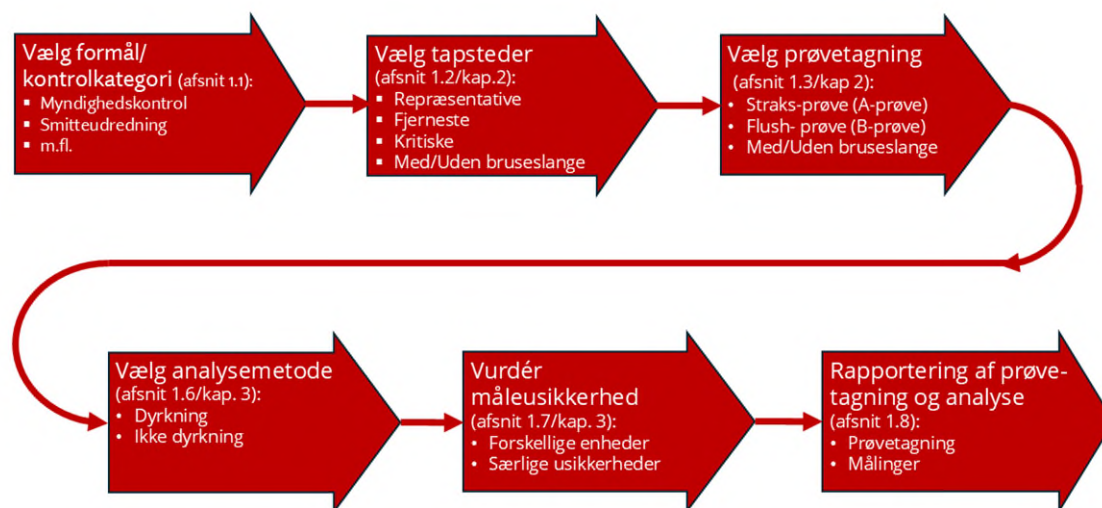 Vælg formål/
kontrolkategori (afsnit 1.1):
▪ Myndighedskontrol
▪ Smitteudredning
▪ m.fl.
Vælg tapsteder
(afsnit 1.2/kap.2):
▪ Repræsentative
▪ Fjerneste
▪ Kritiske
▪ Med/Uden bruseslange
Vælg prøvetagning
(afsnit 1.3/kap 2):
• Straks-prøve (A-prøve)
• Flush- prøve (B-prøve)
• Med/Uden bruseslange
Vælg analysemetode
(afsnit 1.6/kap. 3):
• Dyrkning
• Ikke dyrkning
Vurdér
måleusikkerhed
(afsnit 1.7/kap. 3):
• Forskellige enheder
• Særlige usikkerheder
Rapportering af prøve-
tagning og analyse
(afsnit 1.8):
• Prøvetagning
• Målinger